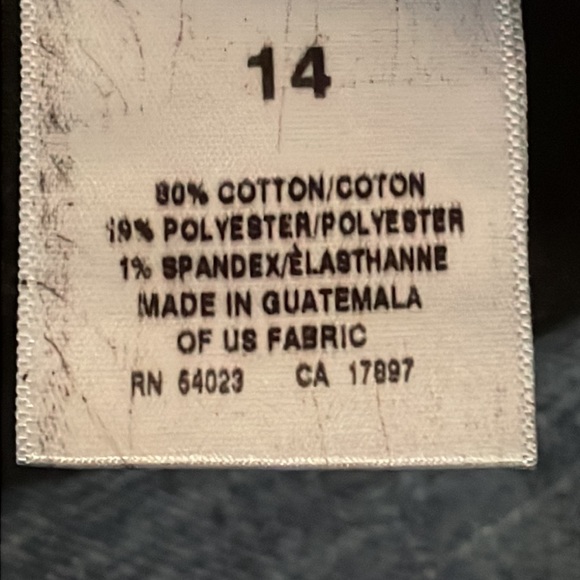 14
80% COTTON/COTON
19% POLYESTER/POLYESTER
1% SPANDEX/ÈLASTHANNE
MADE IN GUATEMALA
OF US FABRIC
RN 54023 CA 17897